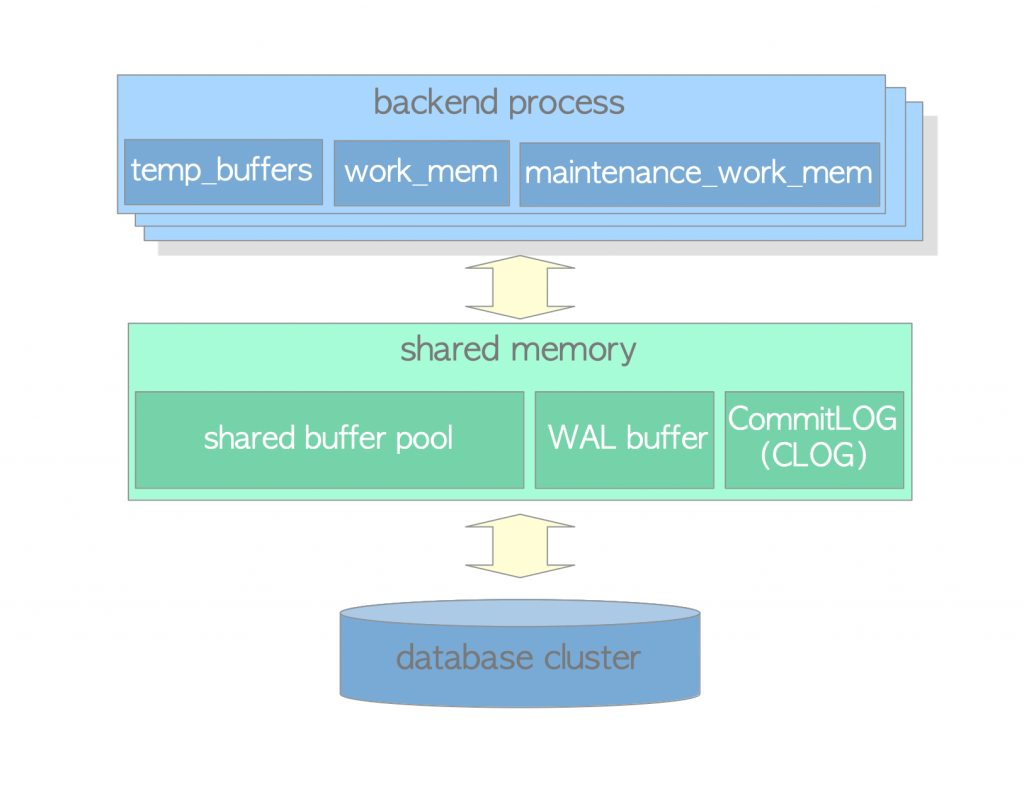 backend process
temp_buffers
work_mem
maintenance_work_mem
shared memory
shared buffer pool
WAL buffer
CommitLOG
(CLOG)
database cluster